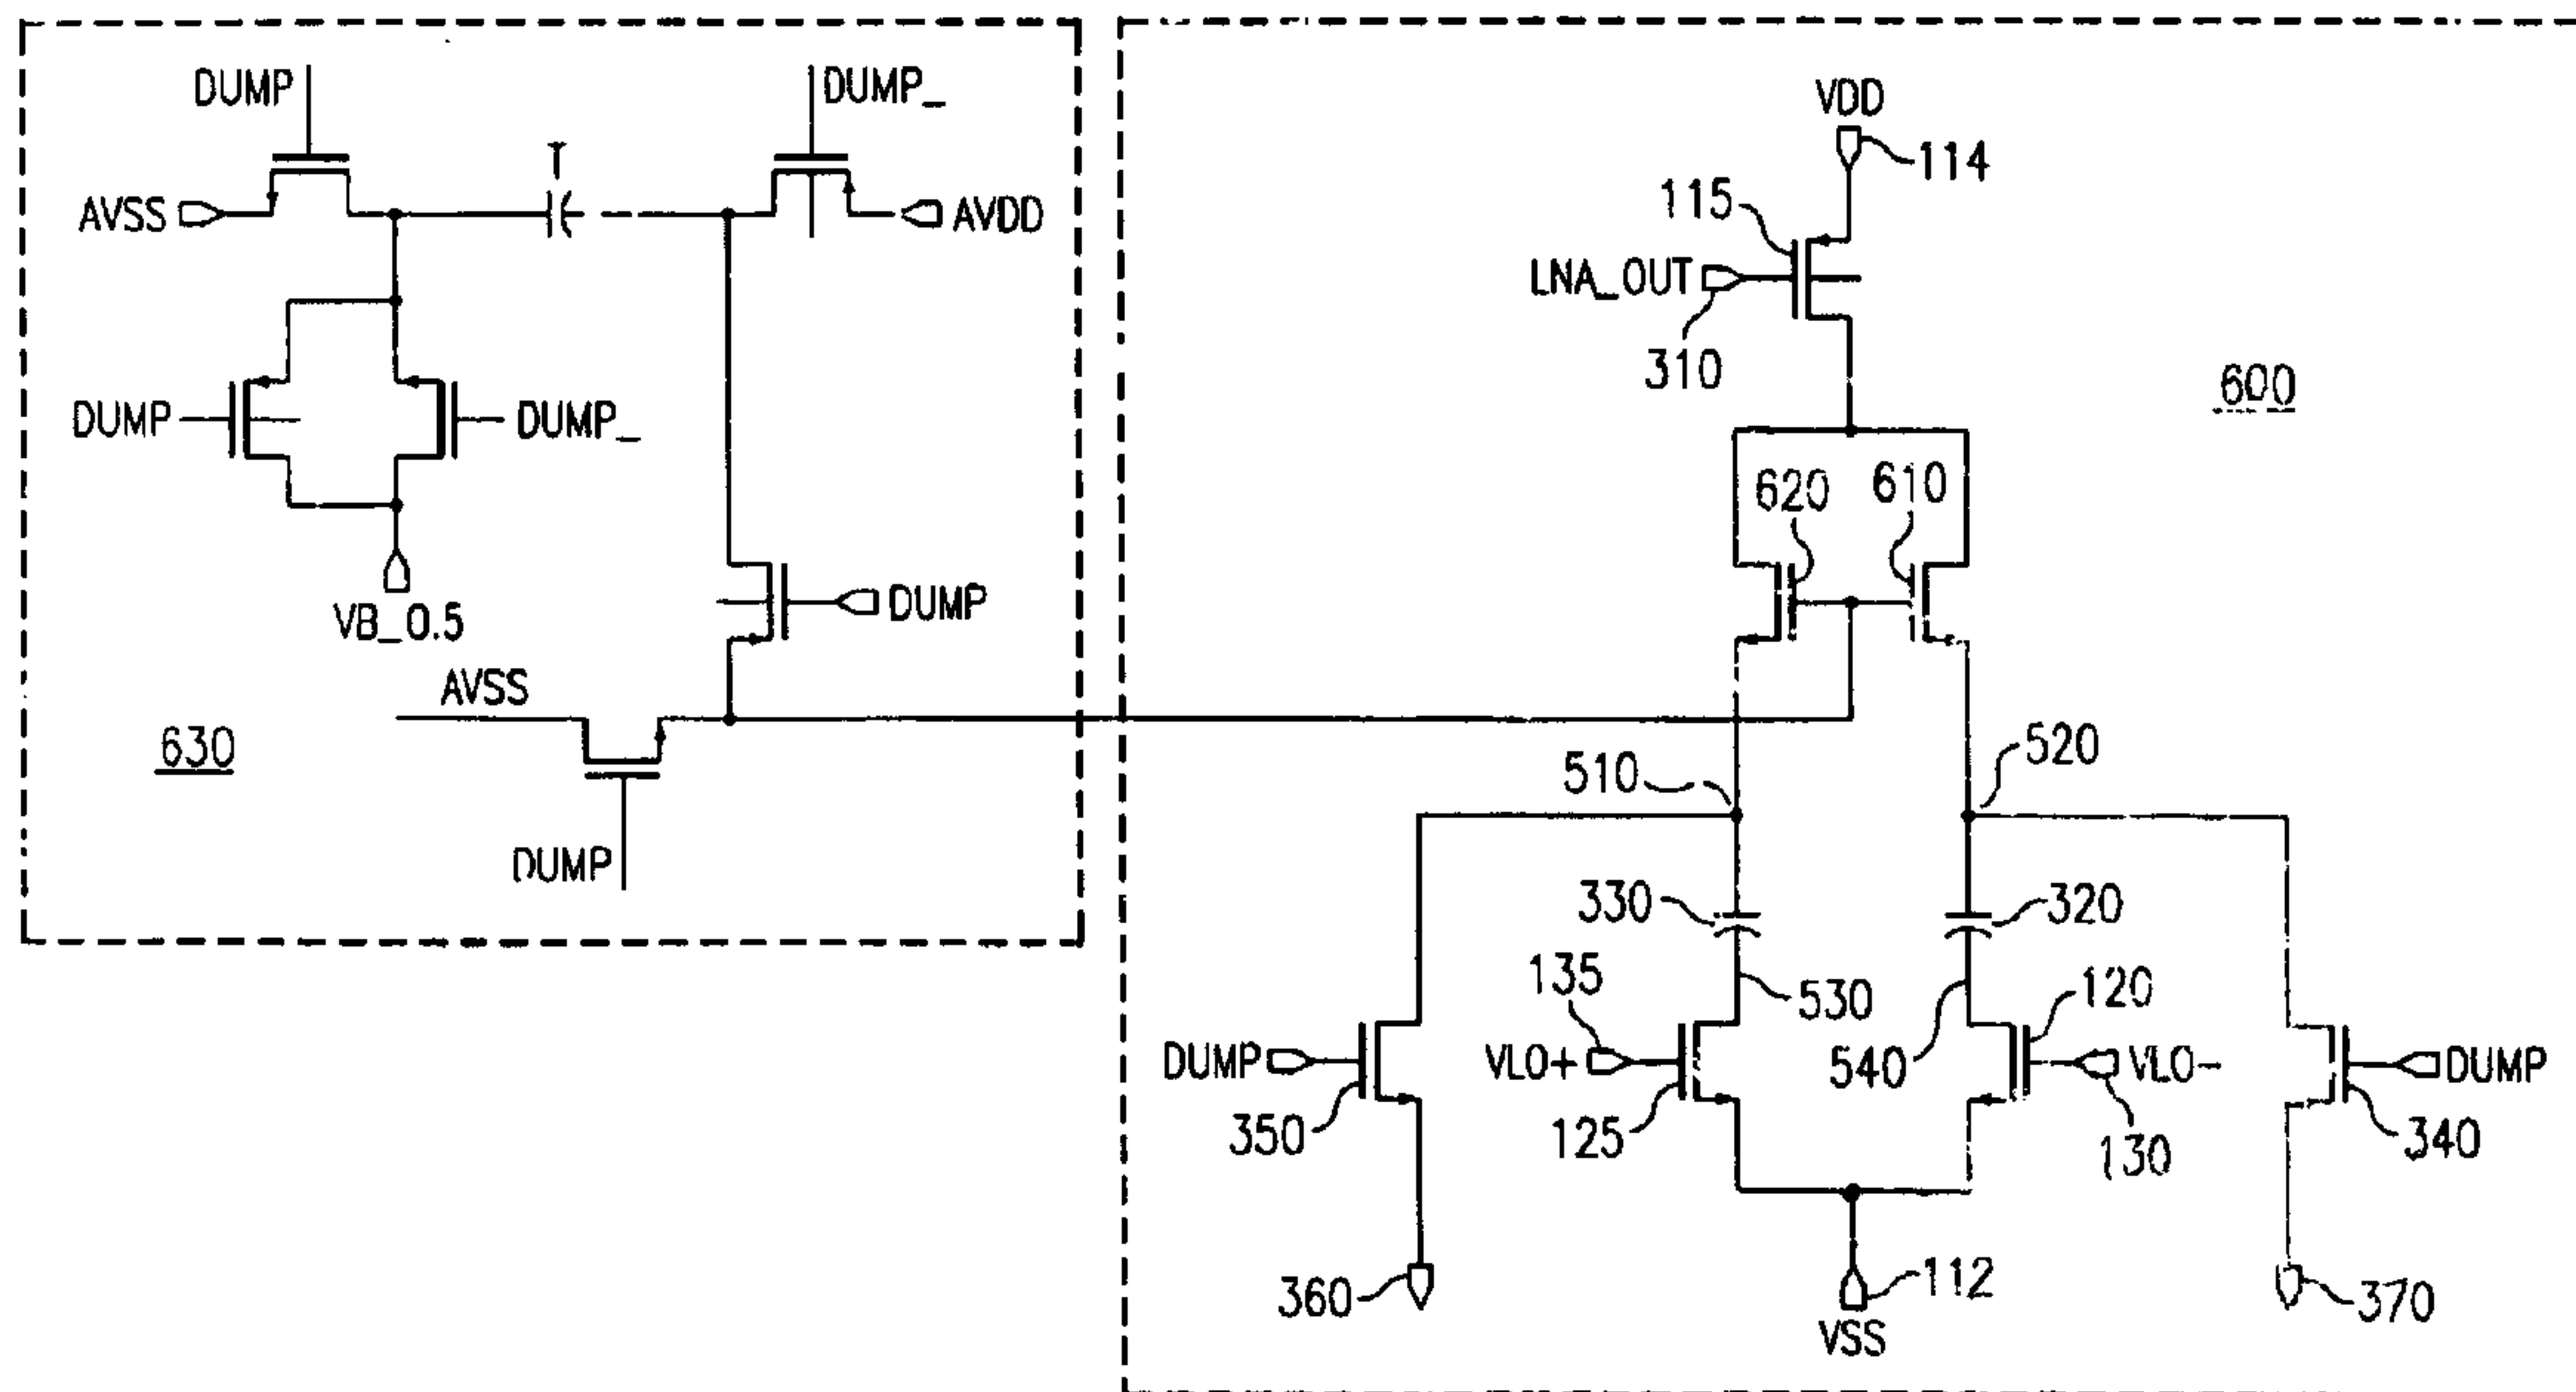 DUMP
DUMP_
T
AVSS
AVDD
DUMP
DUMP_
VB_0.5
DUMP
AVSS
630
DUMP
VDD
114
115
LNA_OUT
310
600
620
610
510
520
330
320
135
530
540
120
DUMP
VLO+
VLO-
DUMP
350
125
130
340
360
112
370
VSS